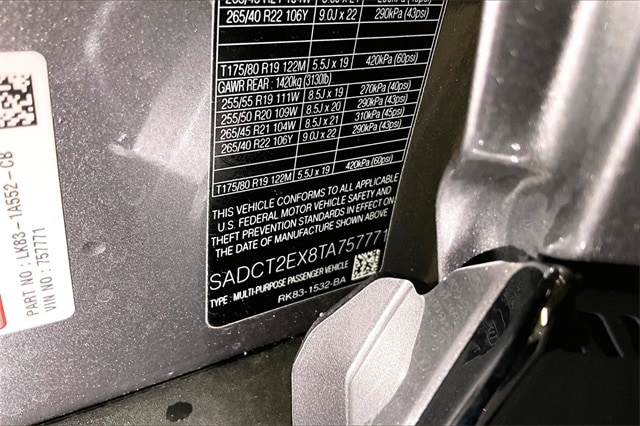 265/40 R22 106Y 9.0J x 22 290kPa (43psi)
T175/80 R19 122M 5.5J x 19 420kPa (60psi)
GAWR REAR : 1420kg (3130lb)
255/55 R19 111W 8.5J x 19 270kPa (40psi)
255/50 R20 109W 8.5J x 20 290kPa (43psi)
265/45 R21 104W 8.5J x 21 310kPa (45psi)
265/40 R22 106Y 9.0J x 22 290kPa (43psi)
T175/80 R19 122M 5.5J x 19 420kPa (60psi)
THIS VEHICLE CONFORMS TO ALL APPLICABLE
U.S. FEDERAL MOTOR VEHICLE SAFETY AND
THEFT PREVENTION STANDARDS IN EFFECT ON
THE DATE OF MANUFACTURE SHOWN ABOVE
SADCT2EX8TA757771
TYPE : MULTI-PURPOSE PASSENGER VEHICLE
RK83-1532-BA
PART NO : LK83-1A552-CB
VIN NO : 757771